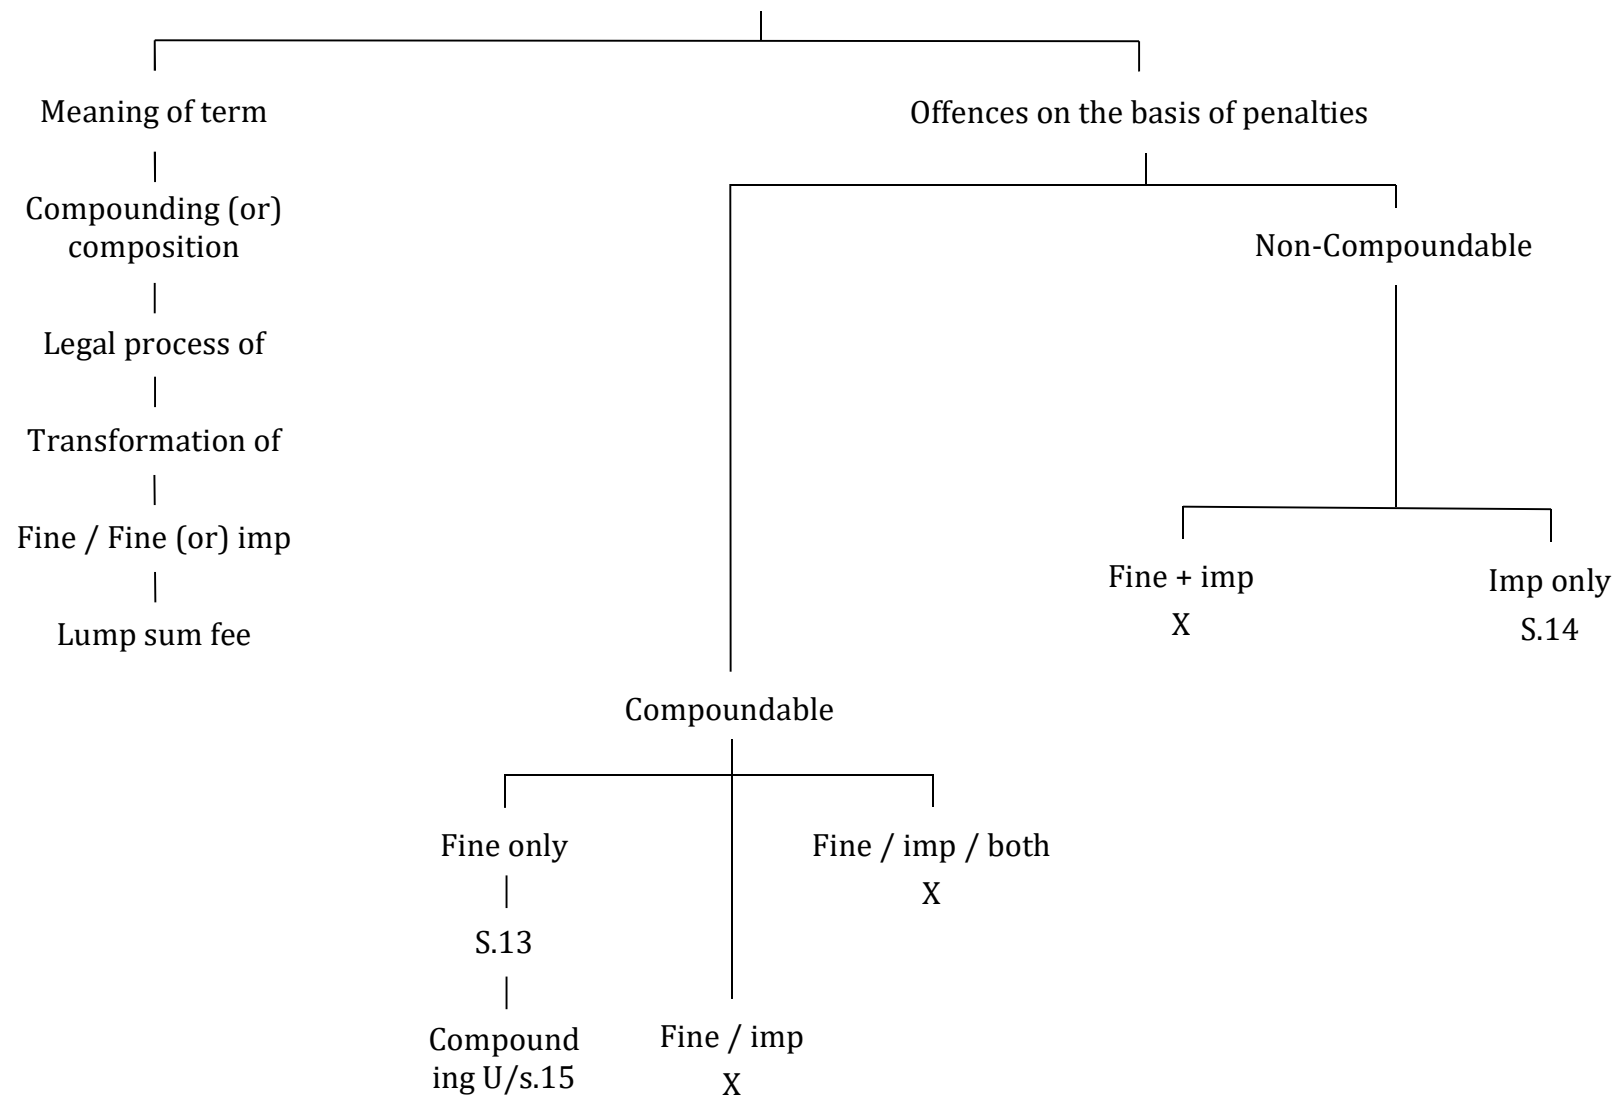 Meaning of term
Compounding (or)
composition
Legal process of
Transformation of
Fine / Fine (or) imp
Lump sum fee
Offences on the basis of penalties
Non-Compoundable
Fine + imp
X
Imp only
S.14
Compoundable
Fine only
S.13
Compound
ing U/s.15
Fine / imp
X
Fine / imp / both
X